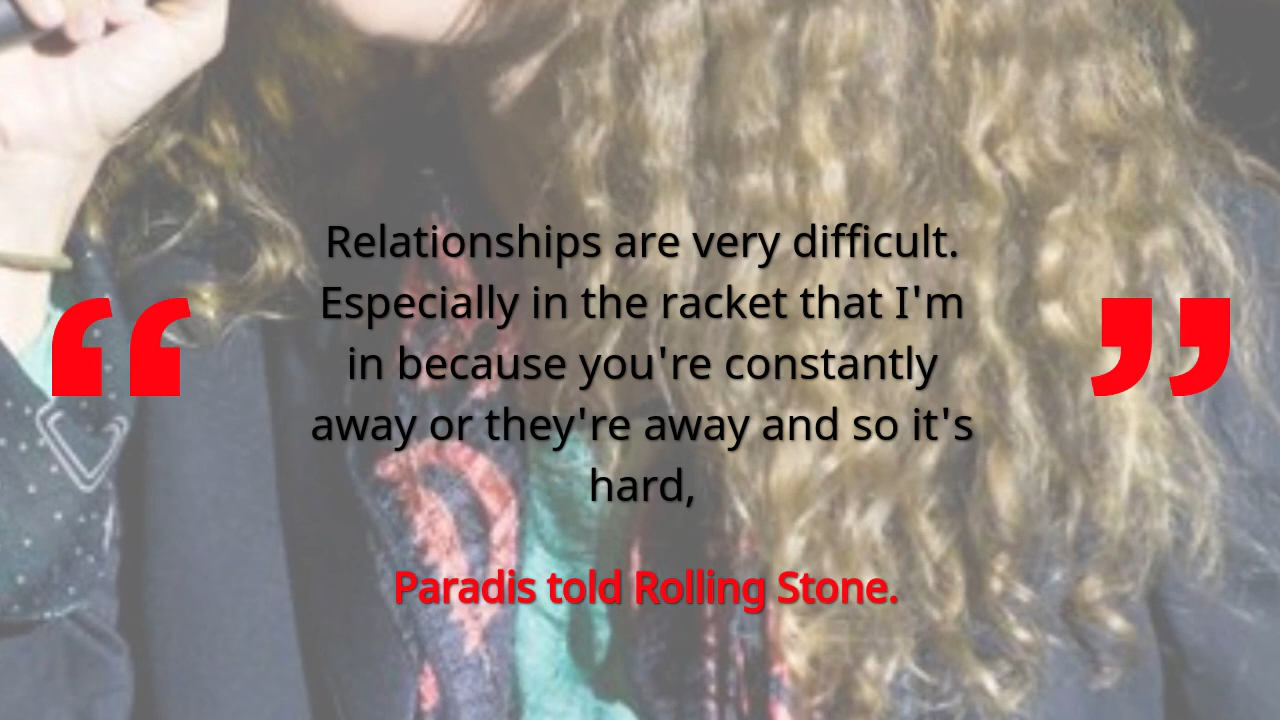 Relationships are very difficult.
Especially in the racket that I'm
in because you're constantly
away or they're away and so it's
hard,
Paradis told Rolling Stone.